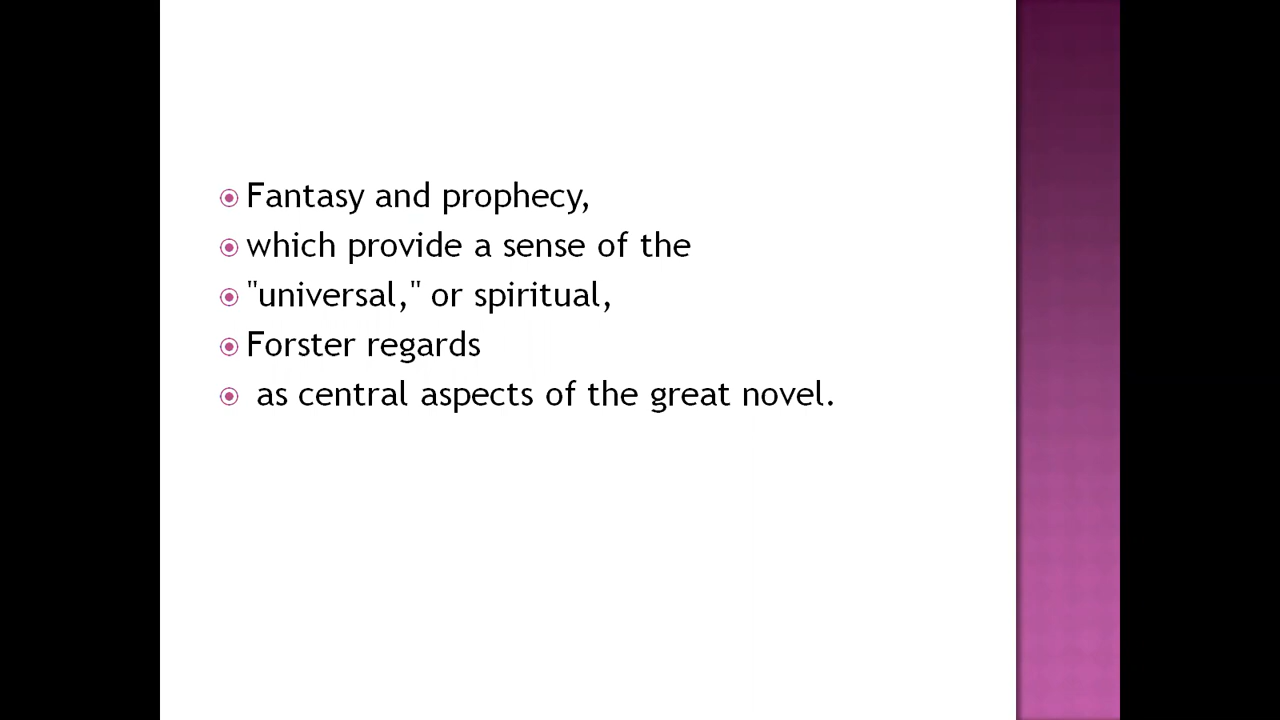 Fantasy and prophecy,
which provide a sense of the
"universal," or spiritual,
Forster regards
as central aspects of the great novel.